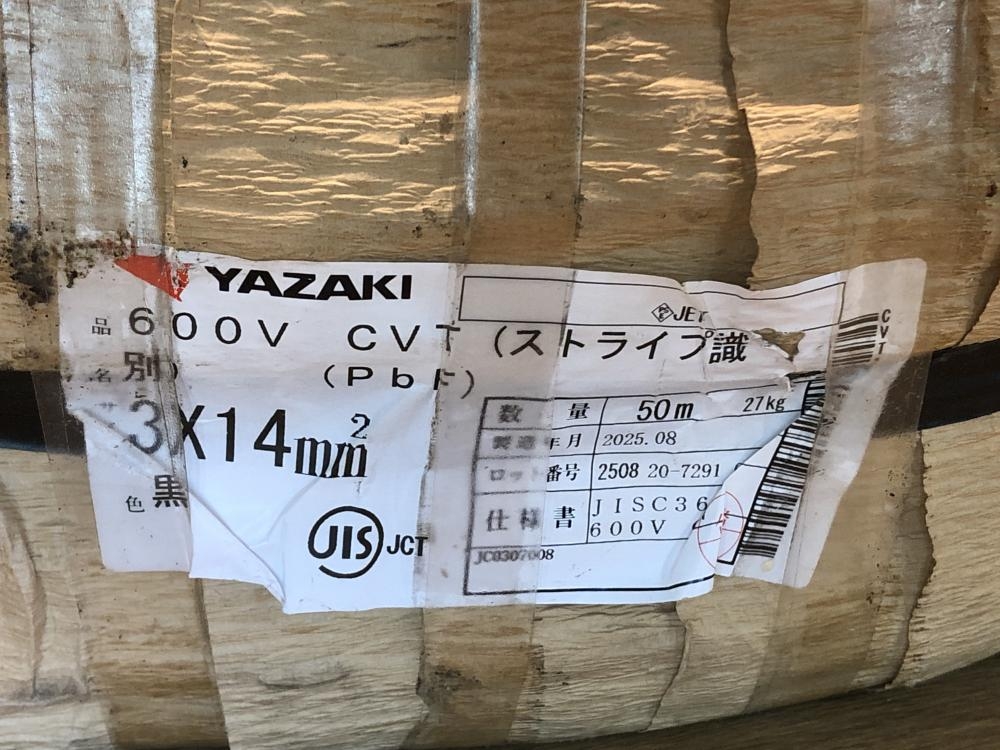 YAZAKI
JET
品 600V CVT (ストライプ識
名 別) (PbF)
3X14mm²
色 黒
JIS JCT
数量 50m 27kg
製造年月 2025.08
ロット番号 2508 20-7291
仕様書 JISC36
600V
JC0307008
CVT